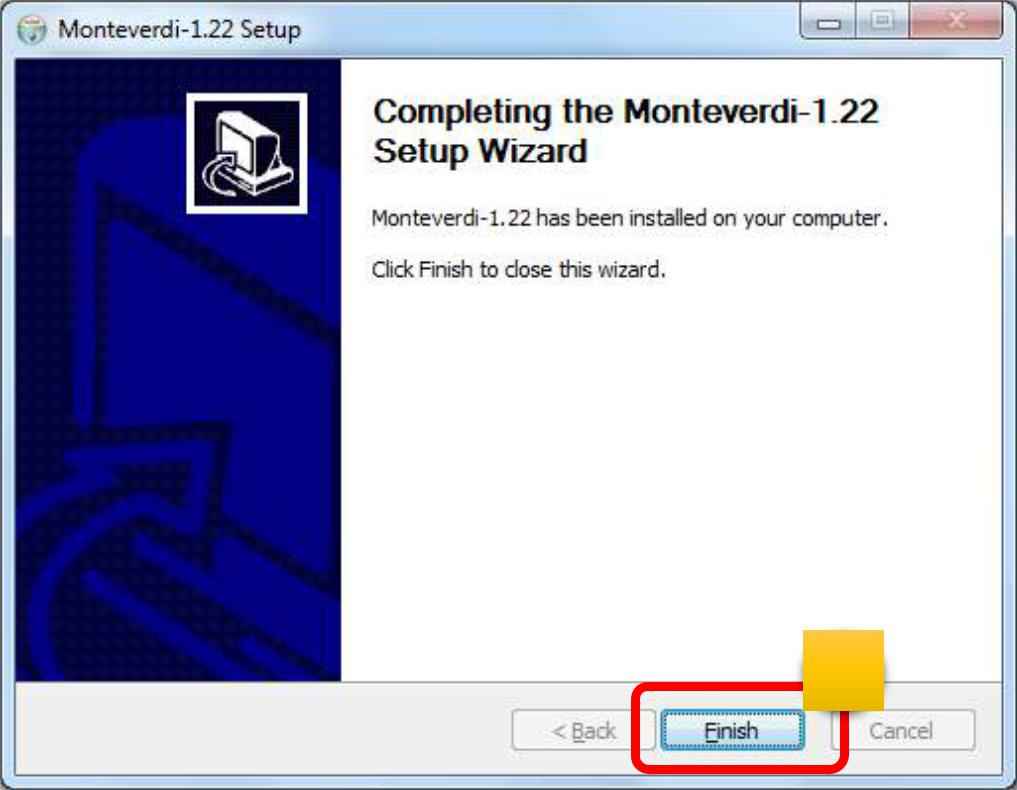 Monteverdi-1.22 Setup
Completing the Monteverdi-1.22
Setup Wizard
Monteverdi-1.22 has been installed on your computer.
Click Finish to close this wizard.
< Back
Finish
Cancel